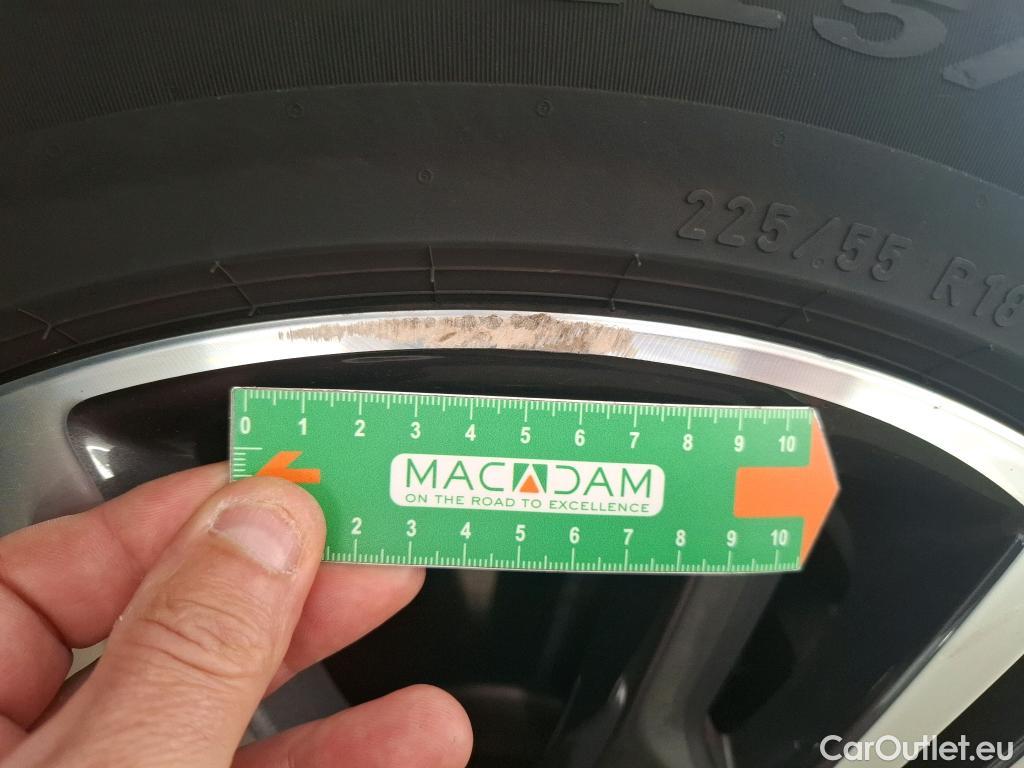 225/55 R18
0 1 2 3 4 5 6 7 8 9 10
MACADAM
ON THE ROAD TO EXCELLENCE
2 3 4 5 6 7 8 9 10
CarOutlet.eu